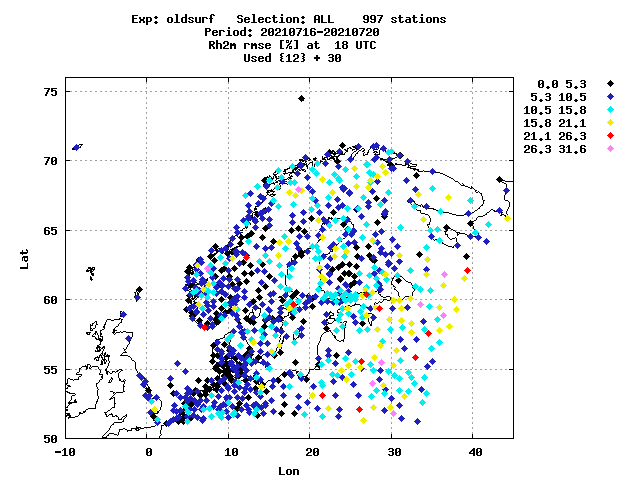 Exp: oldsurf   Selection: ALL    997 stations
Period: 20210716-20210720
Rh2m rmse [%] at  18 UTC
Used {12} + 30
0.0 5.3
5.3 10.5
10.5 15.8
15.8 21.1
21.1 26.3
26.3 31.6
75
70
65
60
55
50
Lat
-10 0 10 20 30 40
Lon